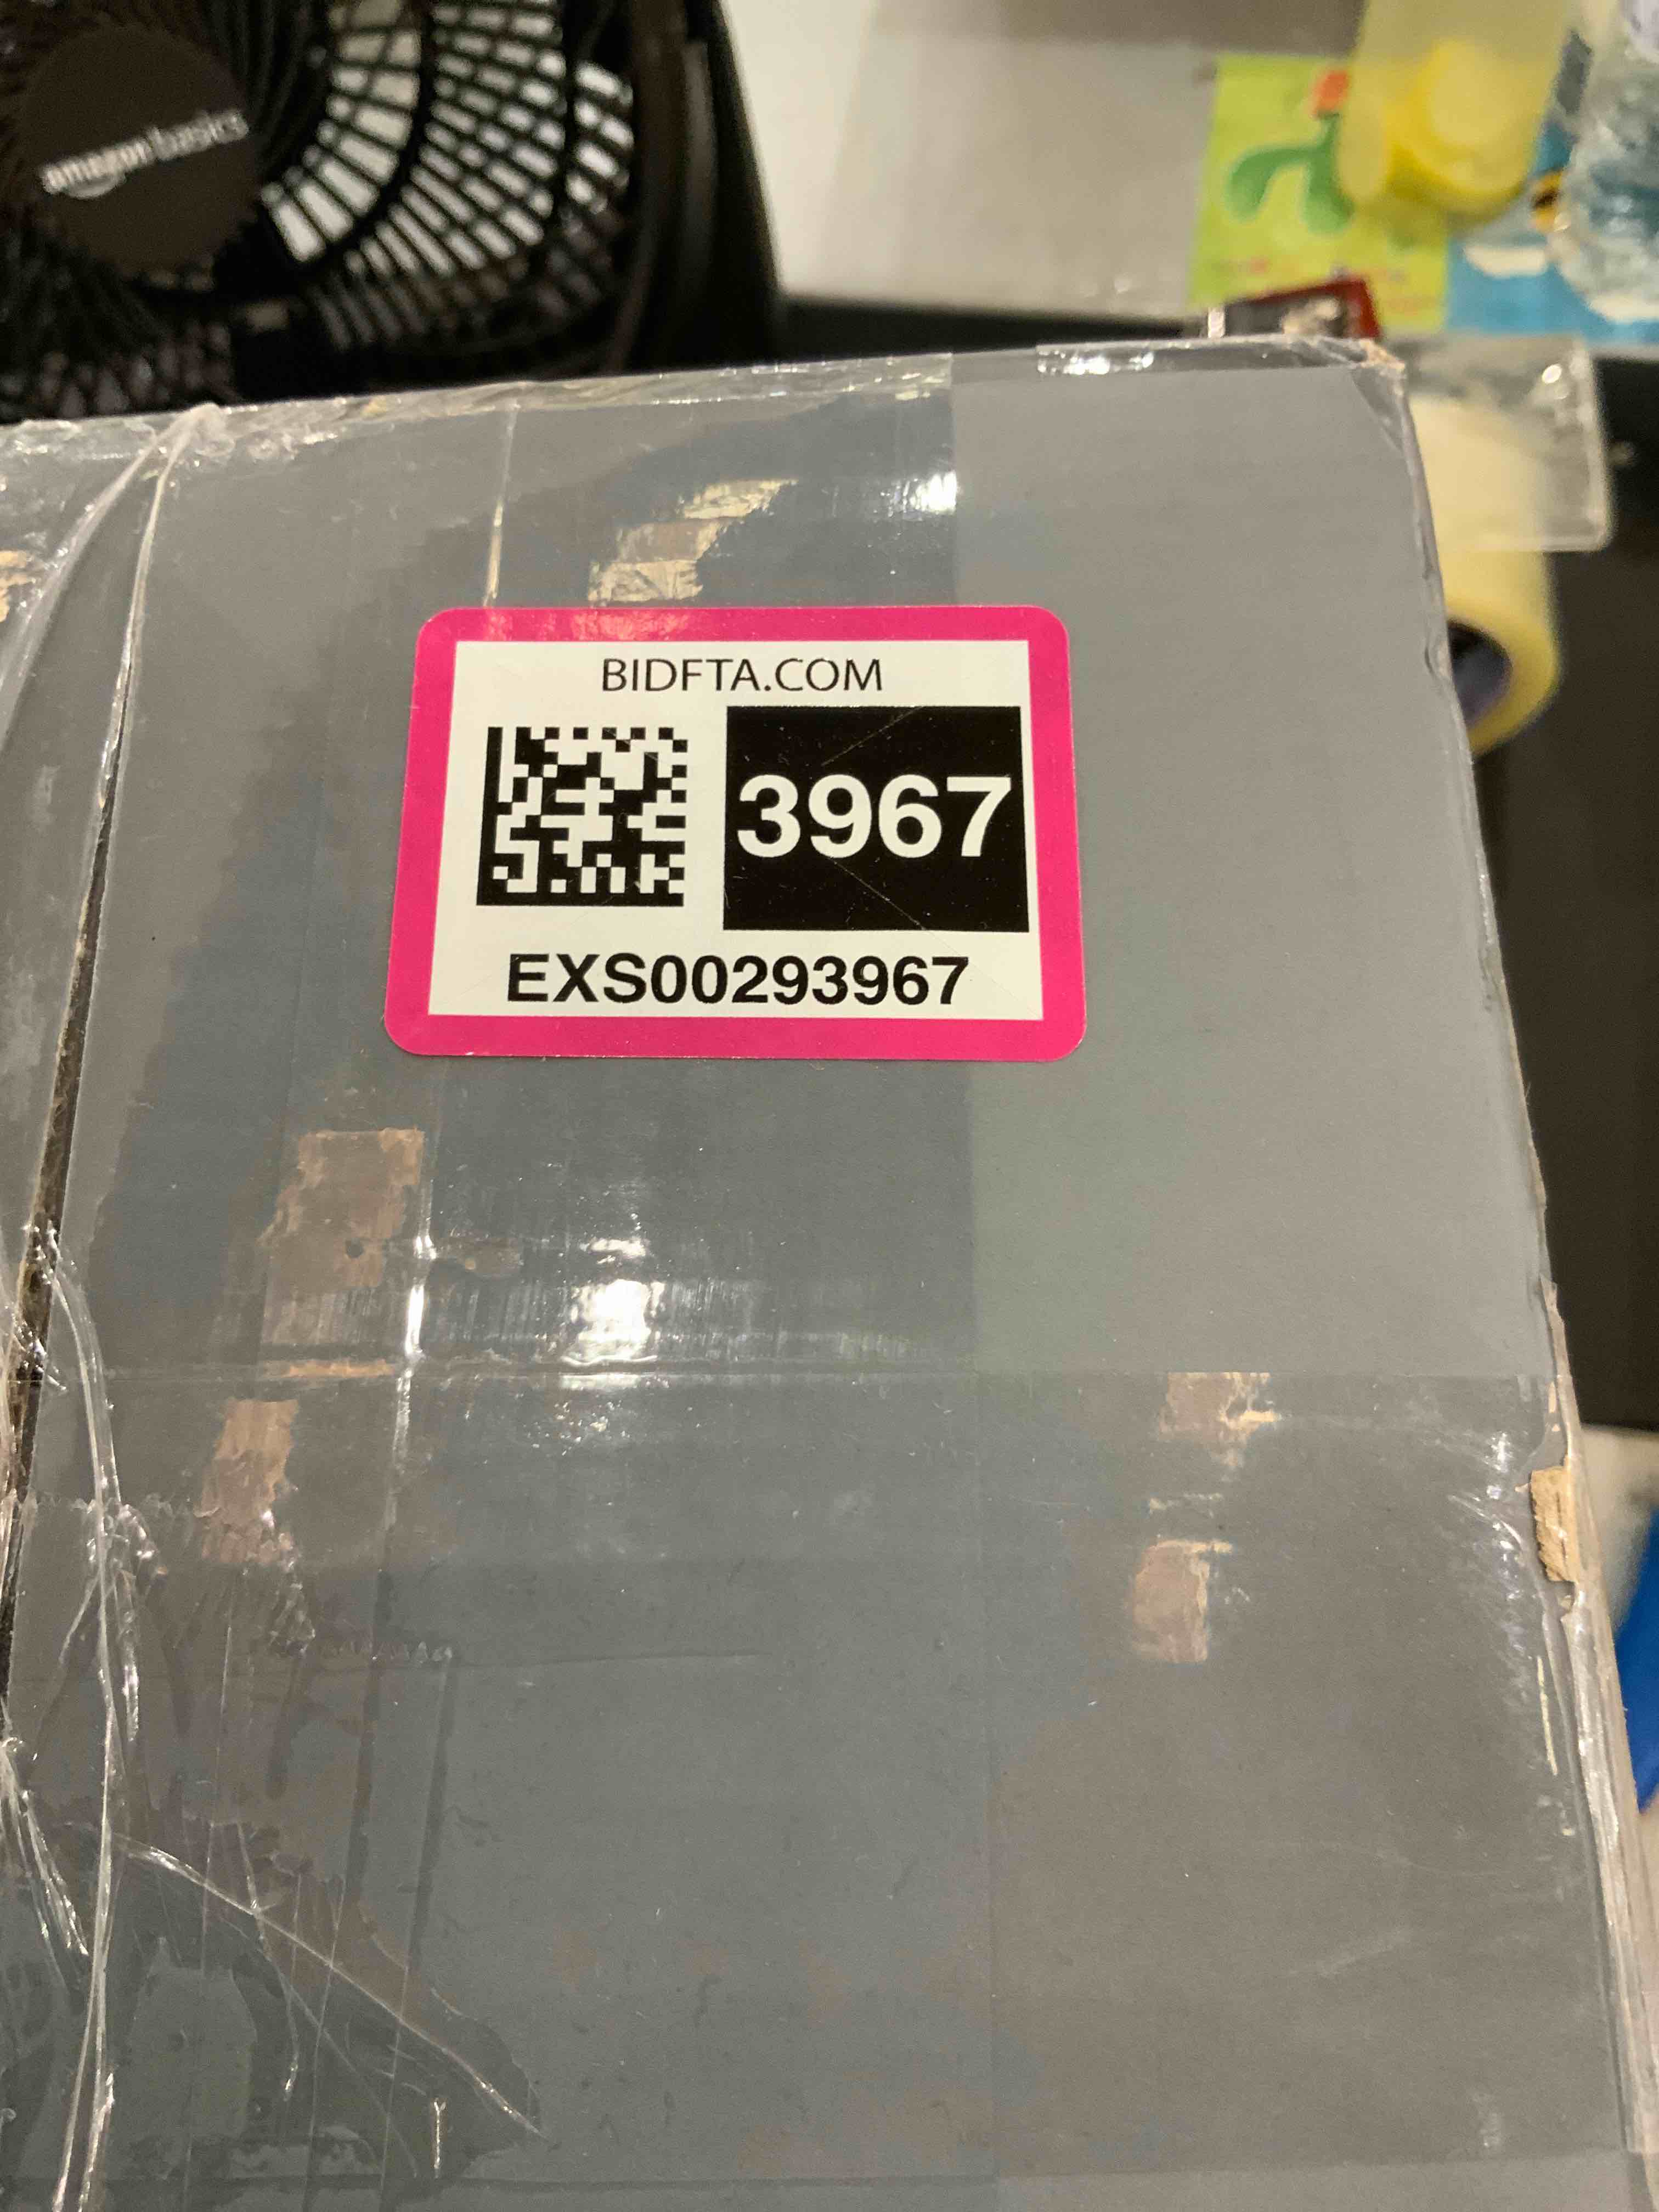 amazon basics
BIDFTA.COM
3967
EXS00293967